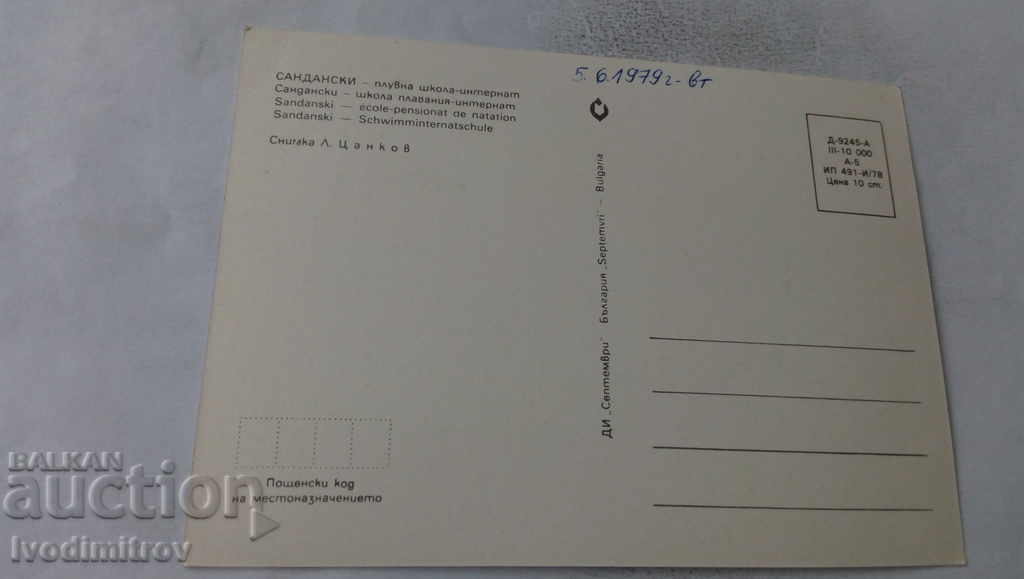 САНДАНСКИ – плувна школа-интернат
Сандански – школа плавания-интернат
Sandanski — école-pensionat de natation
Sandanski — Schwimminternatschule
Снимка Л. Цанков
5.6.1979г-вт
Д-9245-А
III-10 000
А-5
ИП 491-И/78
Цена 10 ст.
ДИ „Септември" България „Septemvri" – Bulgaria
Пощенски код
на местоназначението
BALKAN
auction
Ivodimitrov